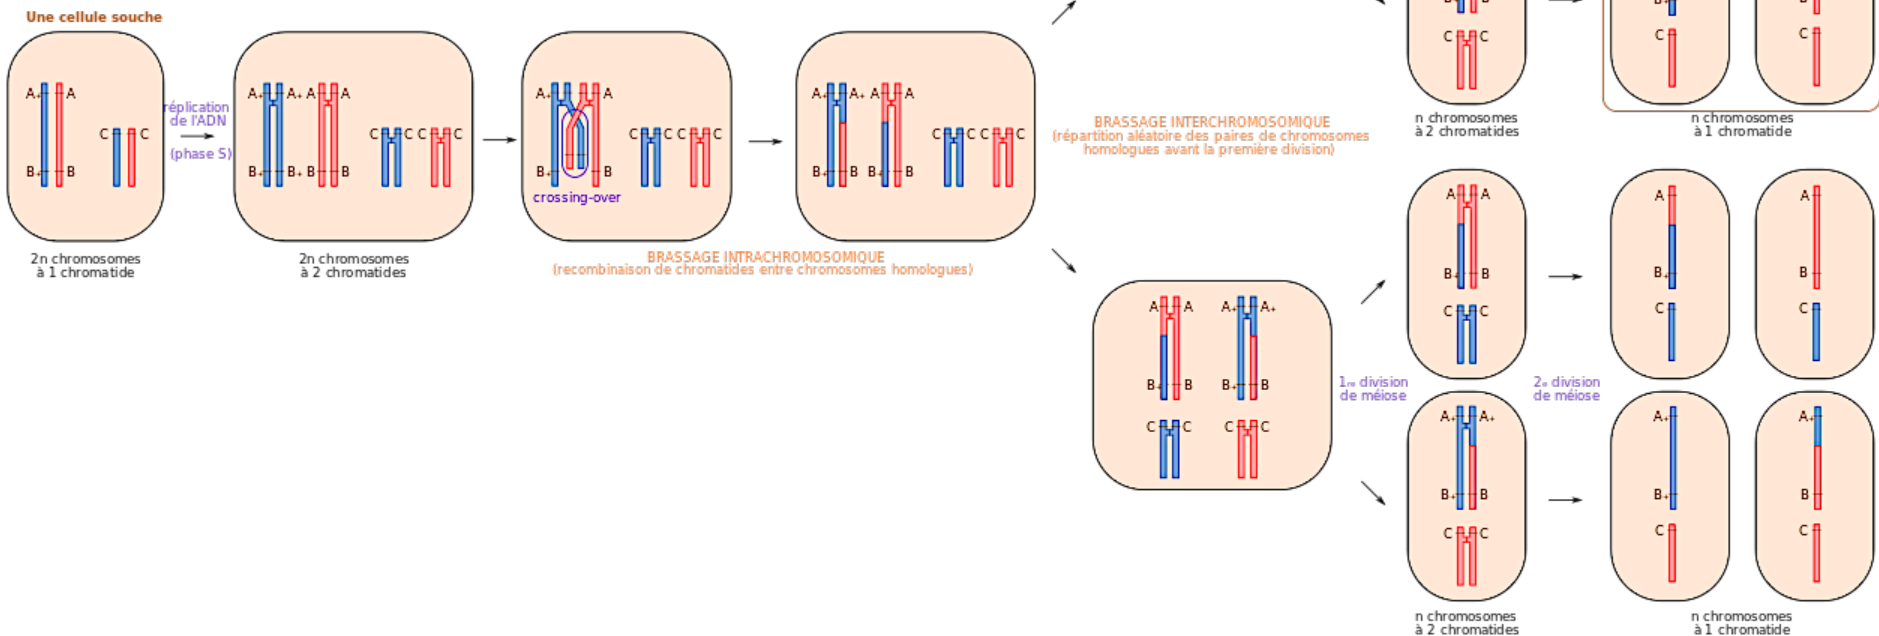 Une cellule souche
A+ A
C C
B+ B
2n chromosomes
à 1 chromatide
réplication
de l'ADN
(phase S)
A+ A+ A A
C C C C
B+ B+ B B
2n chromosomes
à 2 chromatides
A+ A
C C C C
B+ B
crossing-over
BRASSAGE INTRACHROMOSOMIQUE
(recombinaison de chromatides entre chromosomes homologues)
A+ A+ A A
C C C C
B+ B B+ B
BRASSAGE INTERCHROMOSOMIQUE
(répartition aléatoire des paires de chromosomes
homologues avant la première division)
B+ B
C C
n chromosomes
à 2 chromatides
B+ B
C C
n chromosomes
à 1 chromatide
A A A+ A+
B+ B B+ B
C C C C
1re division
de méiose
A A
B+ B
C C
2e division
de méiose
A A
B+ B
C C
A+ A+
B+ B
C C
n chromosomes
à 2 chromatides
A+ A+
B+ B
C C
n chromosomes
à 1 chromatide